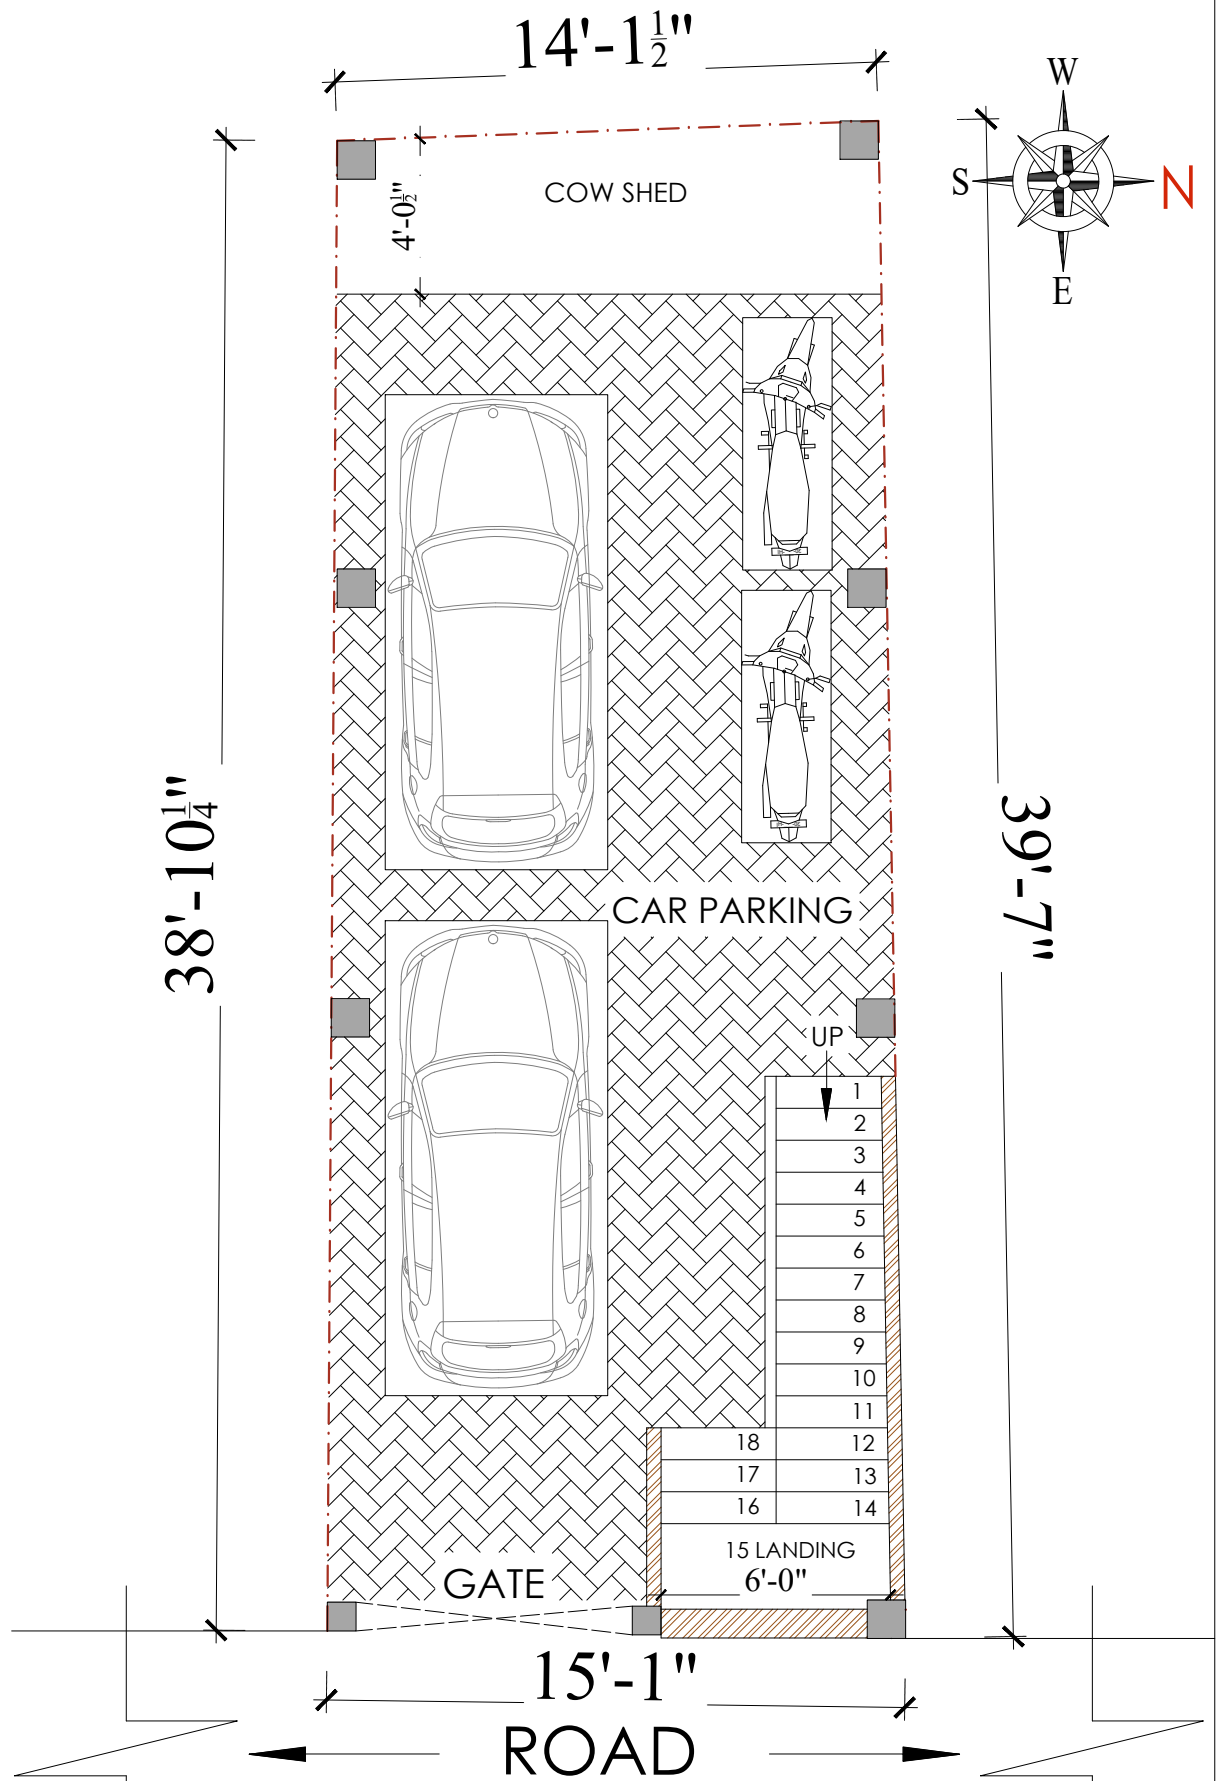 14'-1½"
W
S
N
E
COW SHED
4'-0½"
38'-10¼"
39'-7"
CAR PARKING
UP
1
2
3
4
5
6
7
8
9
10
11
18 12
17 13
16 14
15 LANDING
6'-0"
GATE
15'-1"
ROAD